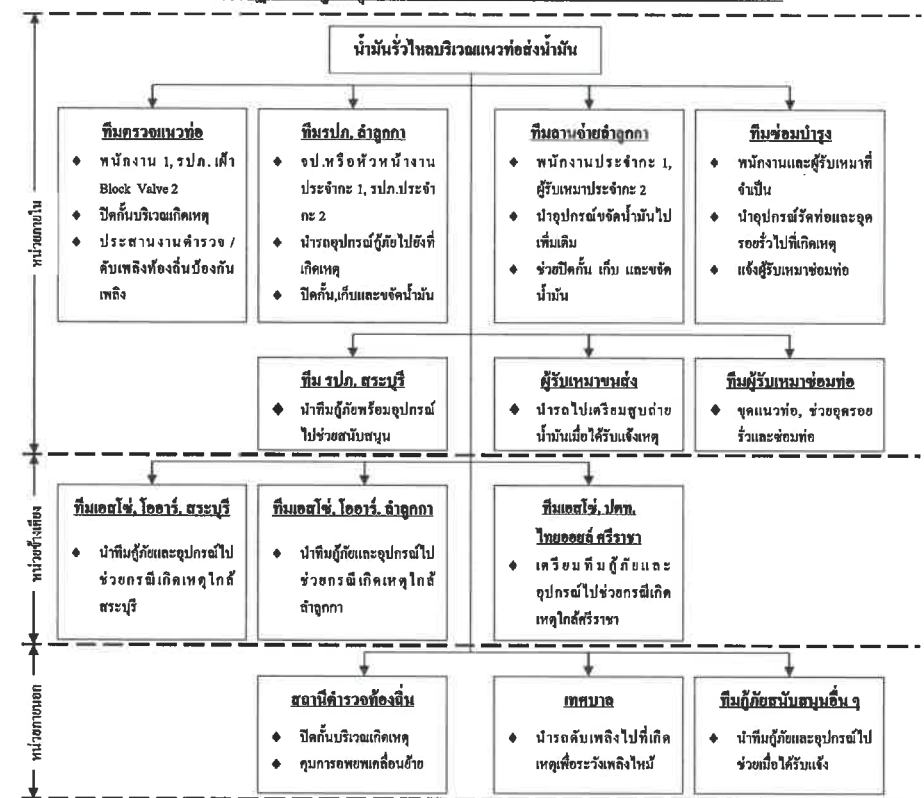 น้ำมันรั่วไหลบริเวณแนวท่อส่งน้ำมัน
หน่วยภายใน
ทีมตรวจแนวท่อ
◆ พนักงาน 1, รปภ. เฝ้า
Block Valve 2
◆ ปิดกั้นบริเวณเกิดเหตุ
◆ ประสานงานตำรวจ /
ดับเพลิงท้องถิ่นป้องกัน
เพลิง
ทีมรปภ. ลำลูกกา
◆ จป.หรือหัวหน้างาน
ประจำกะ 1, รปภ.ประจำ
กะ 2
◆ นำรถอุปกรณ์กู้ภัยไปยังที่
เกิดเหตุ
◆ ปิดกั้น,เก็บและขจัดน้ำมัน
ทีมลานจ่ายลำลูกกา
◆ พนักงานประจำกะ 1,
ผู้รับเหมาประจำกะ 2
◆ นำอุปกรณ์ขจัดน้ำมันไป
เพิ่มเติม
◆ ช่วยปิดกั้น เก็บ และขจัด
น้ำมัน
ทีมซ่อมบำรุง
◆ พนักงานและผู้รับเหมาที่
จำเป็น
◆ นำอุปกรณ์รัดท่อและอุด
รอยรั่วไปที่เกิดเหตุ
◆ แจ้งผู้รับเหมาซ่อมท่อ
ทีม รปภ. สระบุรี
◆ นำทีมกู้ภัยพร้อมอุปกรณ์
ไปช่วยสนับสนุน
ผู้รับเหมาขนส่ง
◆ นำรถไปเตรียมสูบถ่าย
น้ำมันเมื่อได้รับแจ้งเหตุ
ทีมผู้รับเหมาซ่อมท่อ
◆ ขุดแนวท่อ, ช่วยอุดรอย
รั่วและซ่อมท่อ
หน่วยข้างเคียง
ทีมเอสโซ่, โออาร์. สระบุรี
◆ นำทีมกู้ภัยและอุปกรณ์ไป
ช่วยกรณีเกิดเหตุใกล้
สระบุรี
ทีมเอสโซ่, โออาร์. ลำลูกกา
◆ นำทีมกู้ภัยและอุปกรณ์ไป
ช่วยกรณีเกิดเหตุใกล้
ลำลูกกา
ทีมเอสโซ่, ปตท,
ไทยออยล์ ศรีราชา
◆ เตรียมทีมกู้ภัยและ
อุปกรณ์ไปช่วยกรณีเกิด
เหตุใกล้ศรีราชา
หน่วยภายนอก
สถานีตำรวจท้องถิ่น
◆ ปิดกั้นบริเวณเกิดเหตุ
◆ คุมการอพยพเคลื่อนย้าย
เทศบาล
◆ นำรถดับเพลิงไปที่เกิด
เหตุเพื่อระวังเพลิงไหม้
ทีมกู้ภัยสนับสนุนอื่น ๆ
◆ นำทีมกู้ภัยและอุปกรณ์ไป
ช่วยเมื่อได้รับแจ้ง